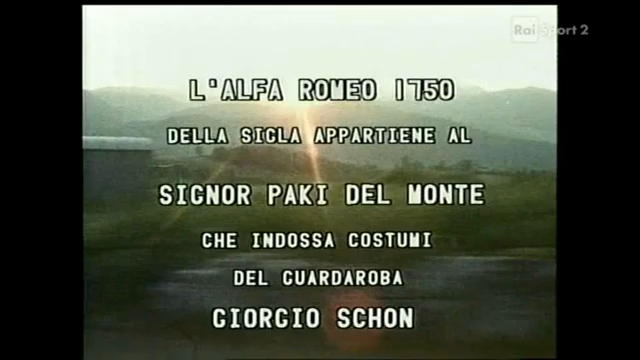 Rai Sport 2
L'ALFA ROMEO 1750
DELLA SIGLA APPARTIENE AL
SIGNOR PAKI DEL MONTE
CHE INDOSSA COSTUMI
DEL GUARDAROBA
GIORGIO SCHON